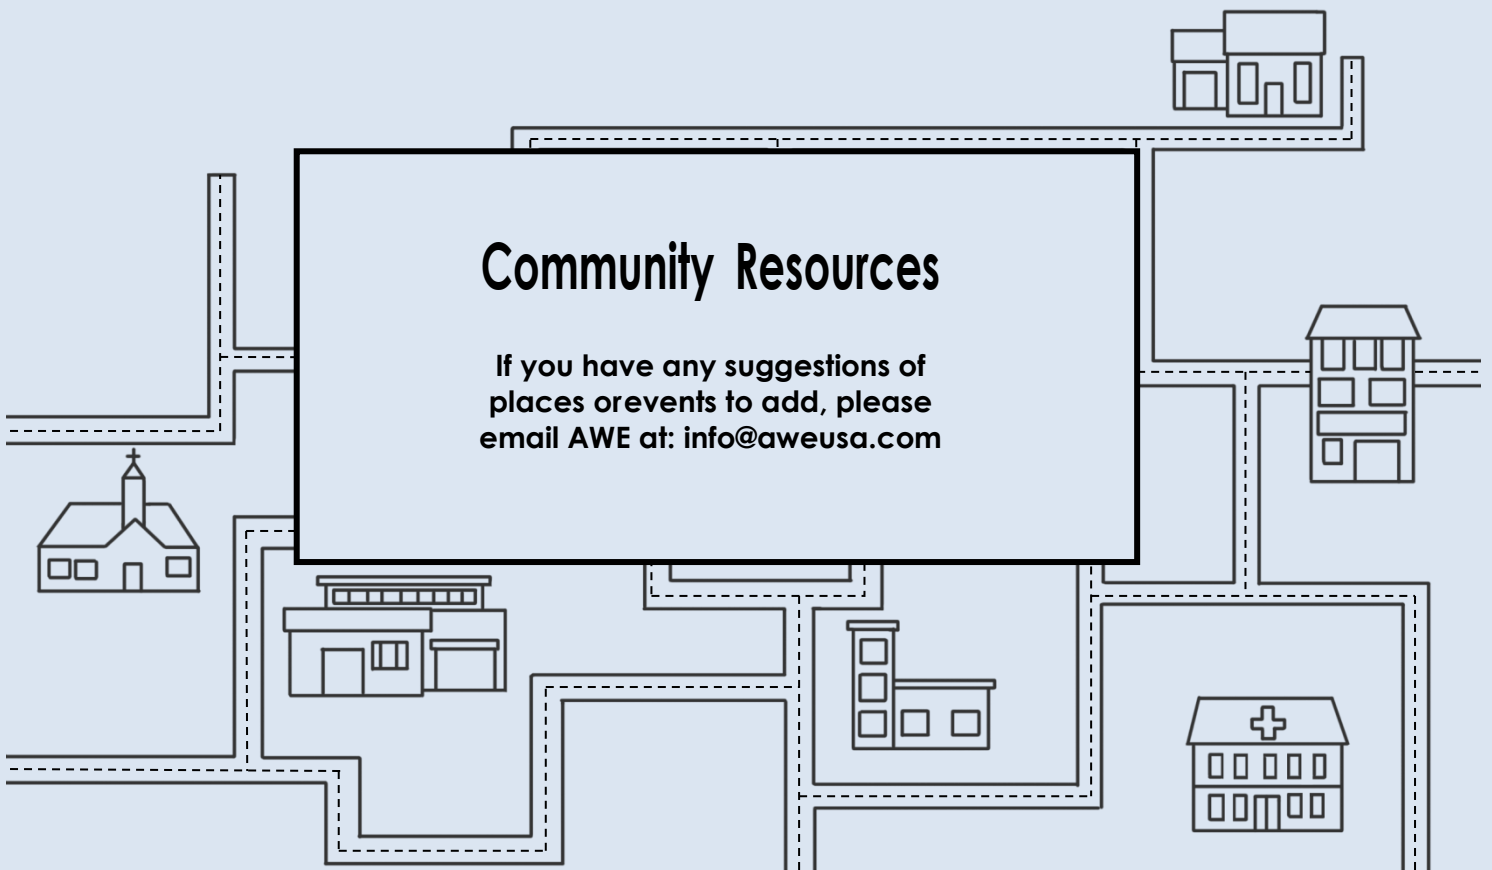 Community Resources
If you have any suggestions of
places orevents to add, please
email AWE at: info@aweusa.com